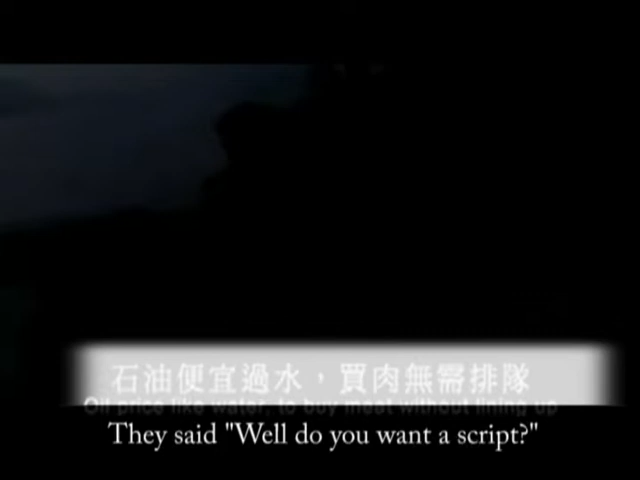 石油便宜過水，買肉無需排隊
Oil price like water, to buy meat without lining up
They said "Well do you want a script?"